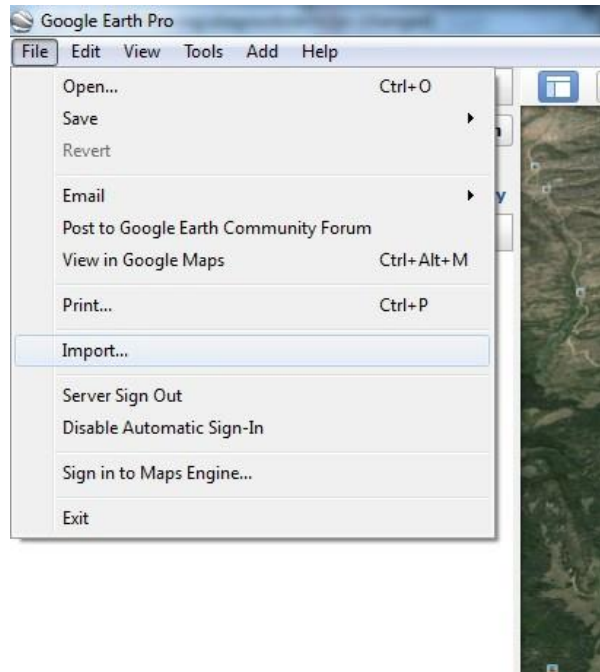 Google Earth Pro
File Edit View Tools Add Help
Open... Ctrl+O
Save
Revert
Email
Post to Google Earth Community Forum
View in Google Maps Ctrl+Alt+M
Print... Ctrl+P
Import...
Server Sign Out
Disable Automatic Sign-In
Sign in to Maps Engine...
Exit